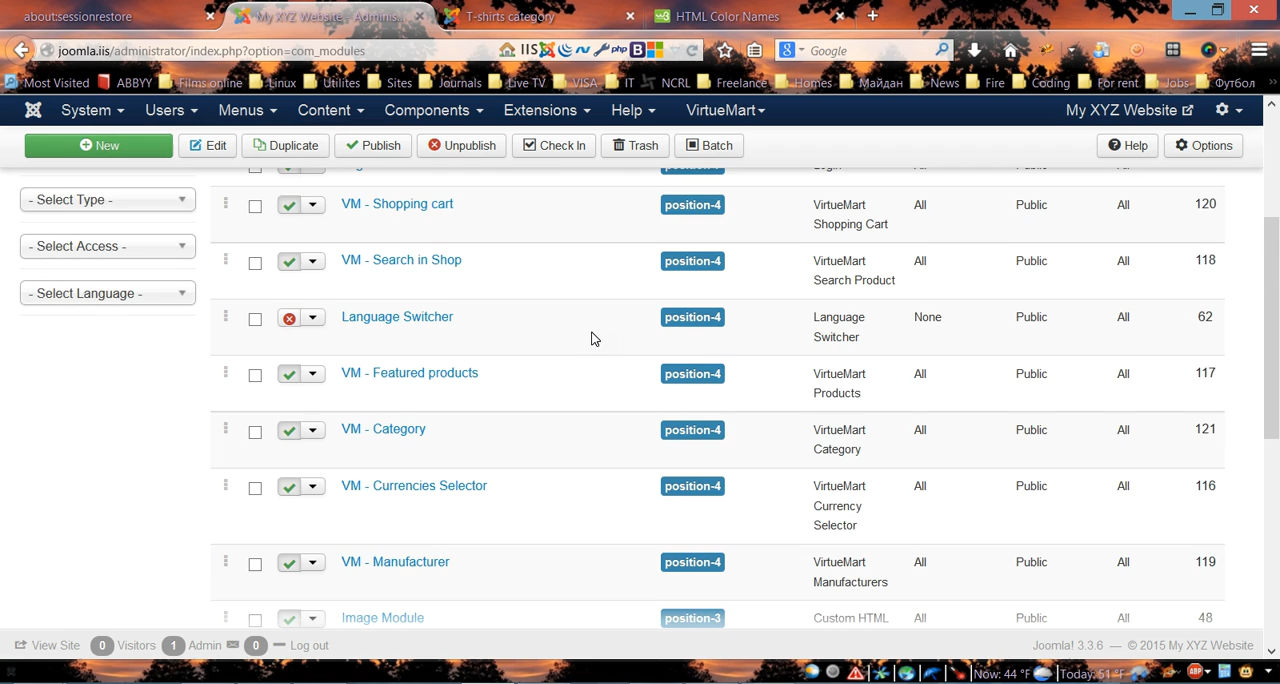 about:sessionrestore × My XYZ Website - Adminis... × T-shirts category × HTML Color Names × +
joomla.iis/administrator/index.php?option=com_modules IIS php B Google
Most Visited ABBYY Films online Linux Utilites Sites Journals Live TV VISA IT NCRL Freelance Homes Майдан News Fire Coding For rent Jobs Футбол »
System Users Menus Content Components Extensions Help VirtueMart My XYZ Website
New Edit Duplicate Publish Unpublish Check In Trash Batch Help Options
- Select Type -
- Select Access -
- Select Language -
VM - Shopping cart position-4 VirtueMart All Public All 120
Shopping Cart
VM - Search in Shop position-4 VirtueMart All Public All 118
Search Product
Language Switcher position-4 Language None Public All 62
Switcher
VM - Featured products position-4 VirtueMart All Public All 117
Products
VM - Category position-4 VirtueMart All Public All 121
Category
VM - Currencies Selector position-4 VirtueMart All Public All 116
Currency
Selector
VM - Manufacturer position-4 VirtueMart All Public All 119
Manufacturers
Image Module position-3 Custom HTML All Public All 48
View Site 0 Visitors 1 Admin 0 Log out Joomla! 3.3.6 — © 2015 My XYZ Website
Now: 44 °F Today: 51 °F ABP